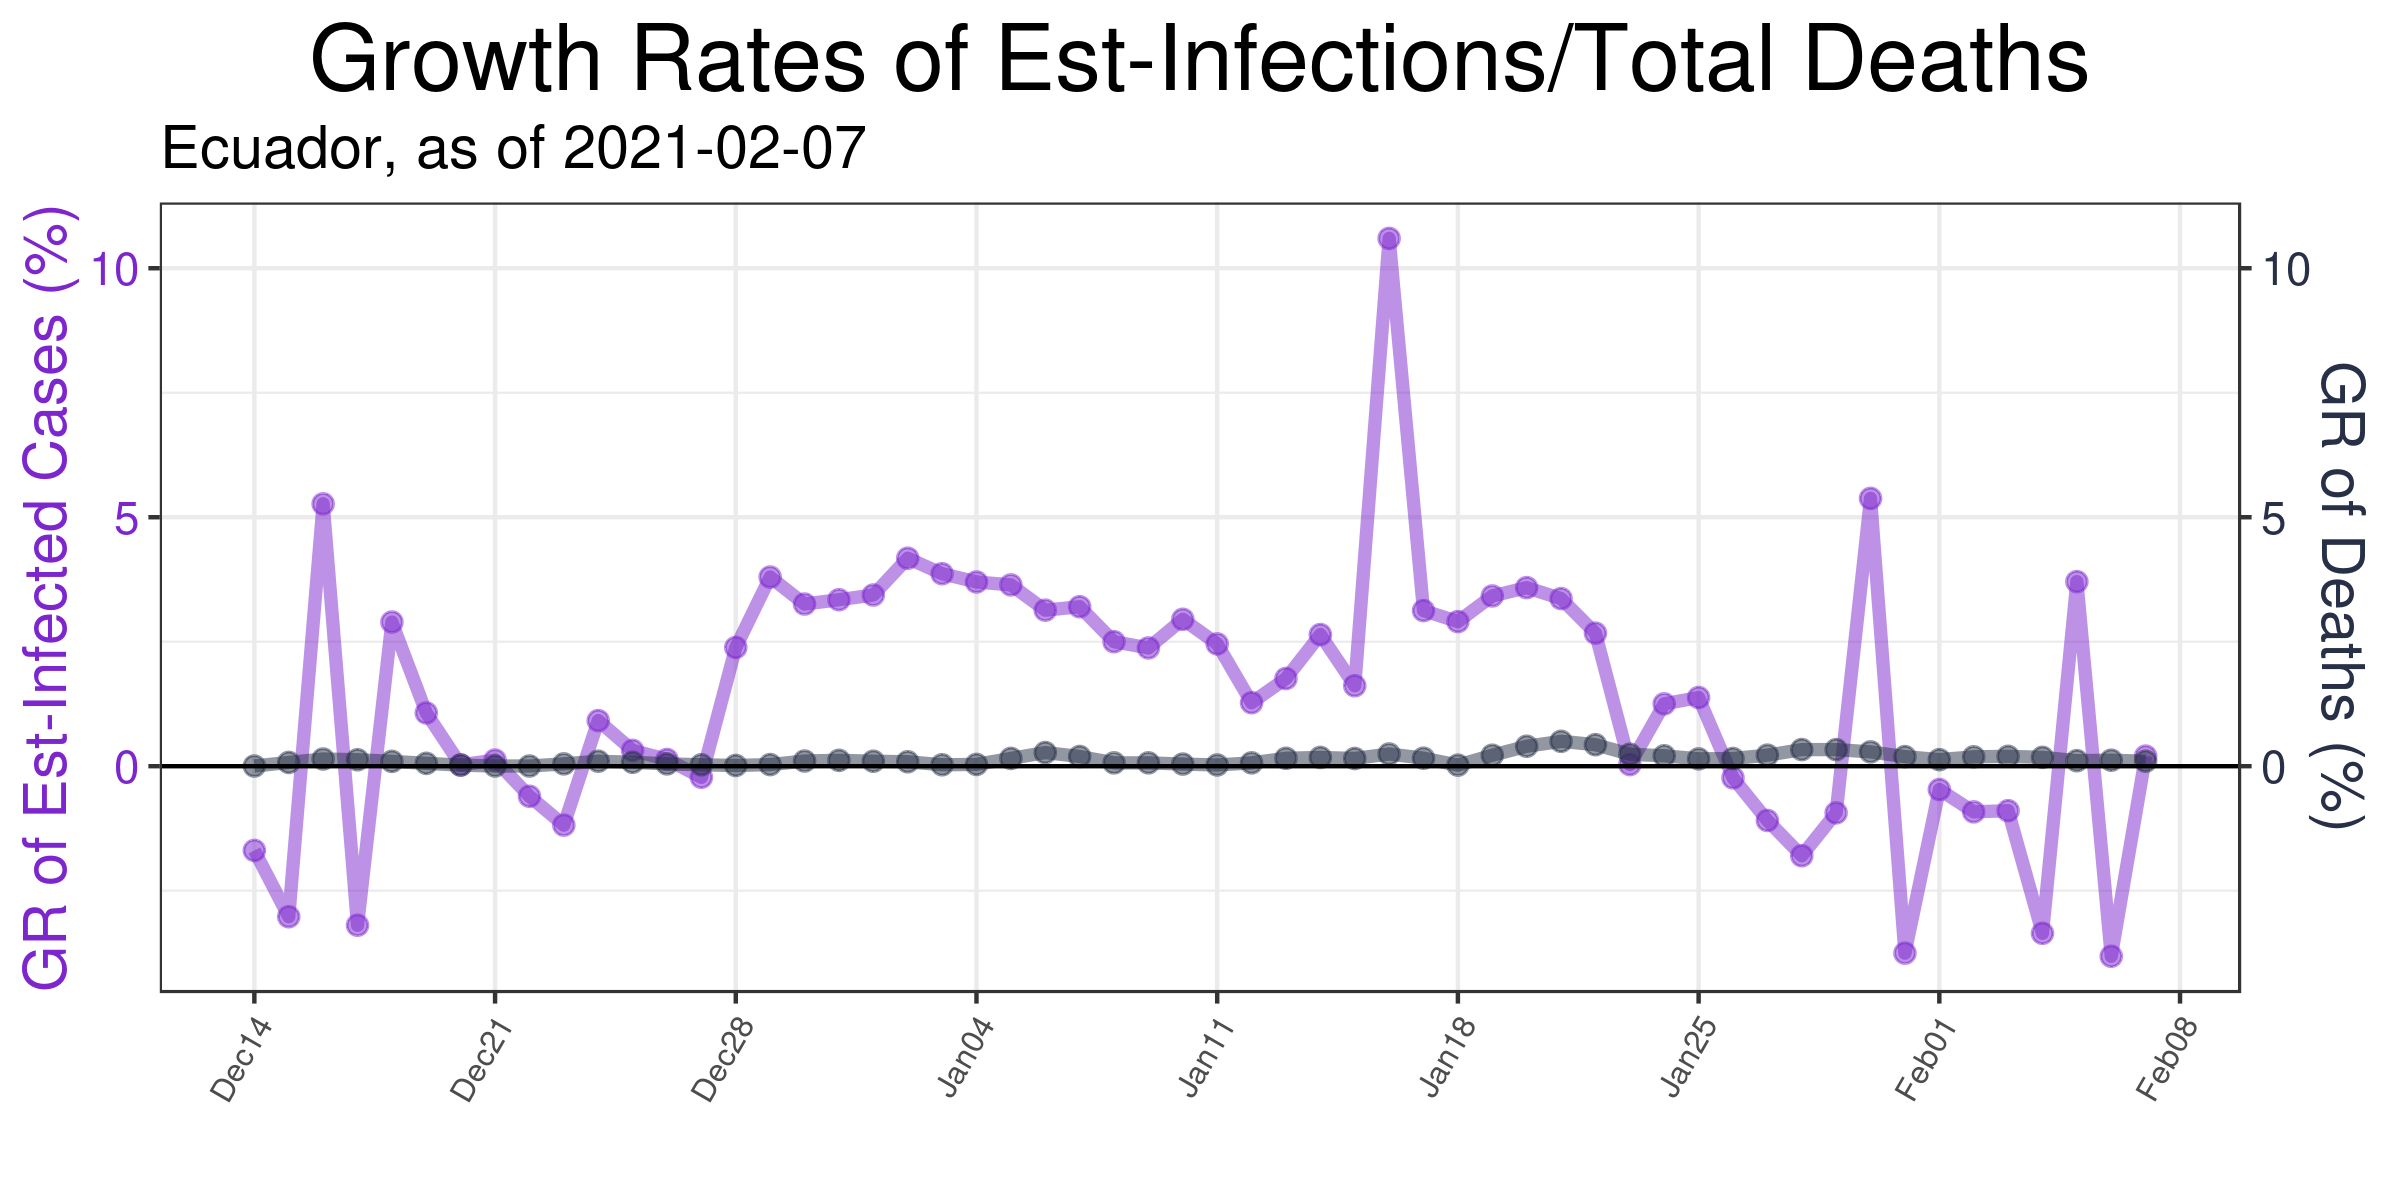 Growth Rates of Est-Infections/Total Deaths
Ecuador, as of 2021-02-07
GR of Est-Infected Cases (%)
10
5
0
10
5
0
GR of Deaths (%)
Dec14
Dec21
Dec28
Jan04
Jan11
Jan18
Jan25
Feb01
Feb08